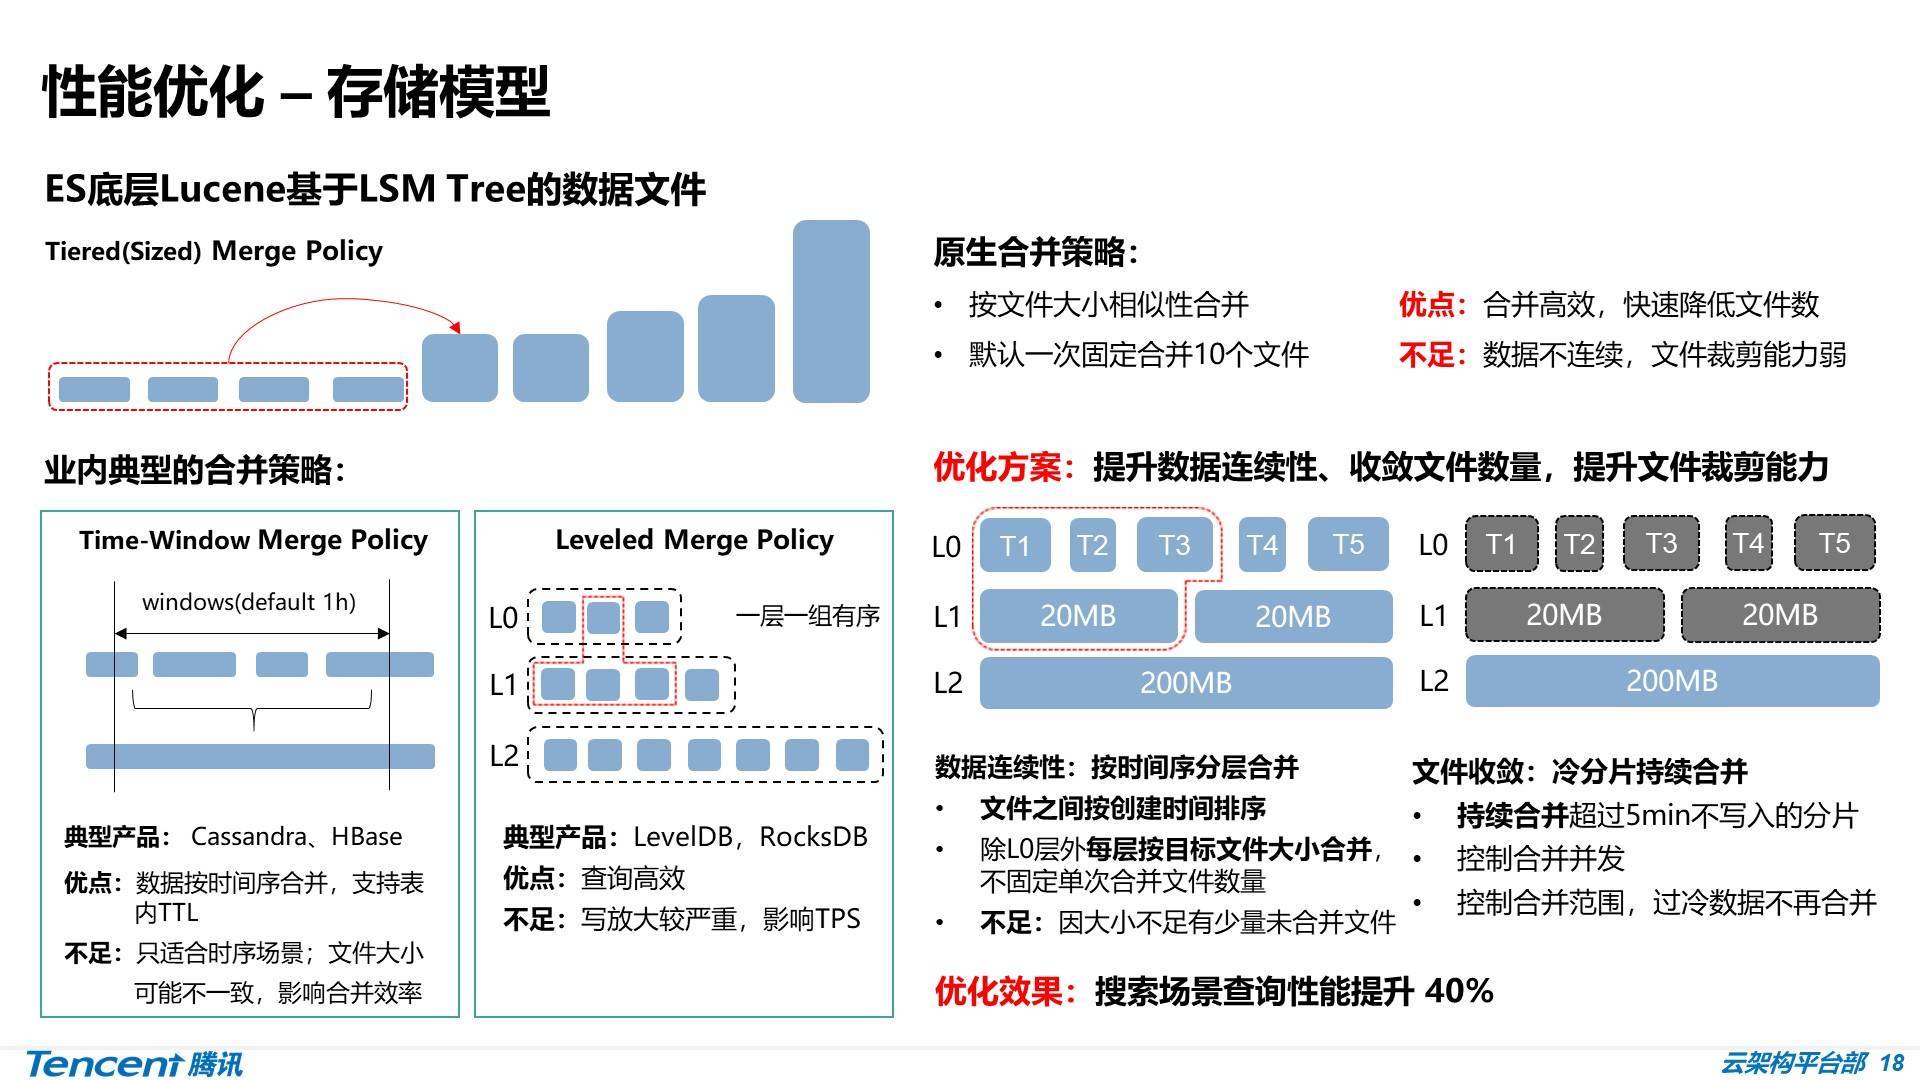 性能优化 – 存储模型
ES底层Lucene基于LSM Tree的数据文件
Tiered(Sized) Merge Policy
业内典型的合并策略：
Time-Window Merge Policy
windows(default 1h)
典型产品： Cassandra、HBase
优点：数据按时间序合并，支持表
内TTL
不足：只适合时序场景；文件大小
可能不一致，影响合并效率
Leveled Merge Policy
L0
一层一组有序
L1
L2
典型产品：LevelDB，RocksDB
优点：查询高效
不足：写放大较严重，影响TPS
原生合并策略：
• 按文件大小相似性合并
• 默认一次固定合并10个文件
优点：合并高效，快速降低文件数
不足：数据不连续，文件裁剪能力弱
优化方案：提升数据连续性、收敛文件数量，提升文件裁剪能力
L0 T1 T2 T3 T4 T5
L1 20MB 20MB
L2 200MB
L0 T1 T2 T3 T4 T5
L1 20MB 20MB
L2 200MB
数据连续性：按时间序分层合并
• 文件之间按创建时间排序
• 除L0层外每层按目标文件大小合并，
不固定单次合并文件数量
• 不足：因大小不足有少量未合并文件
文件收敛：冷分片持续合并
• 持续合并超过5min不写入的分片
• 控制合并并发
• 控制合并范围，过冷数据不再合并
优化效果：搜索场景查询性能提升 40%
Tencent 腾讯
云架构平台部 18